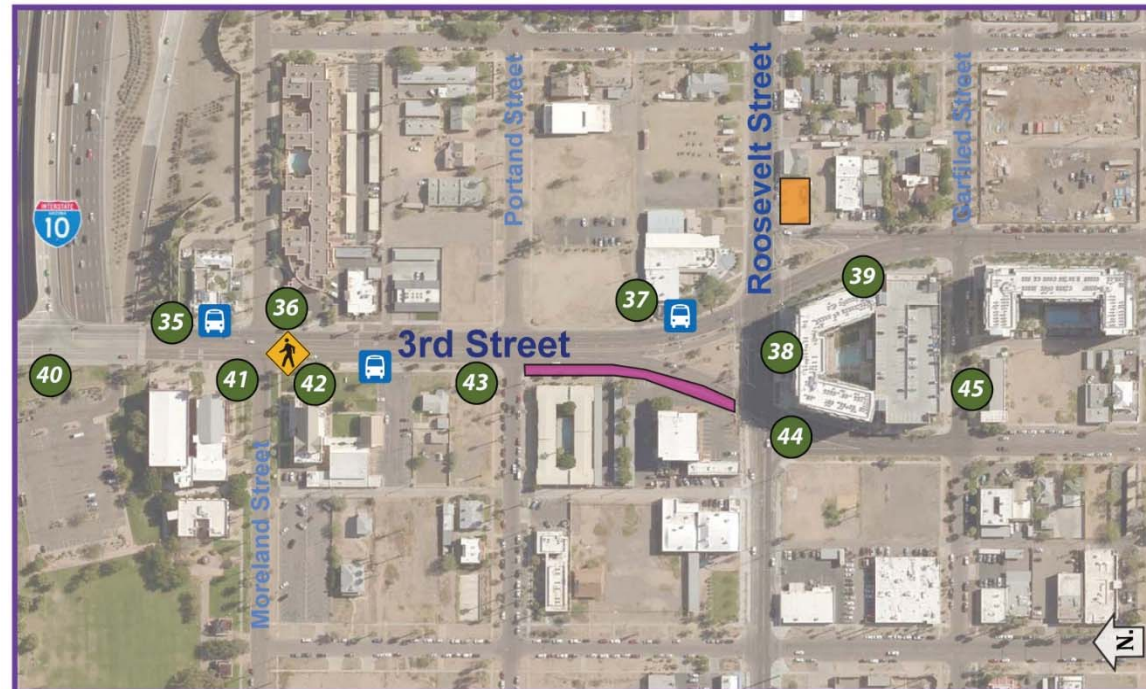 INTERSTATE
ARIZONA
10
35
40
41
Moreland Street
36
42
3rd Street
43
Portland Street
37
Roosevelt Street
38
39
44
Garfiled Street
45
N.